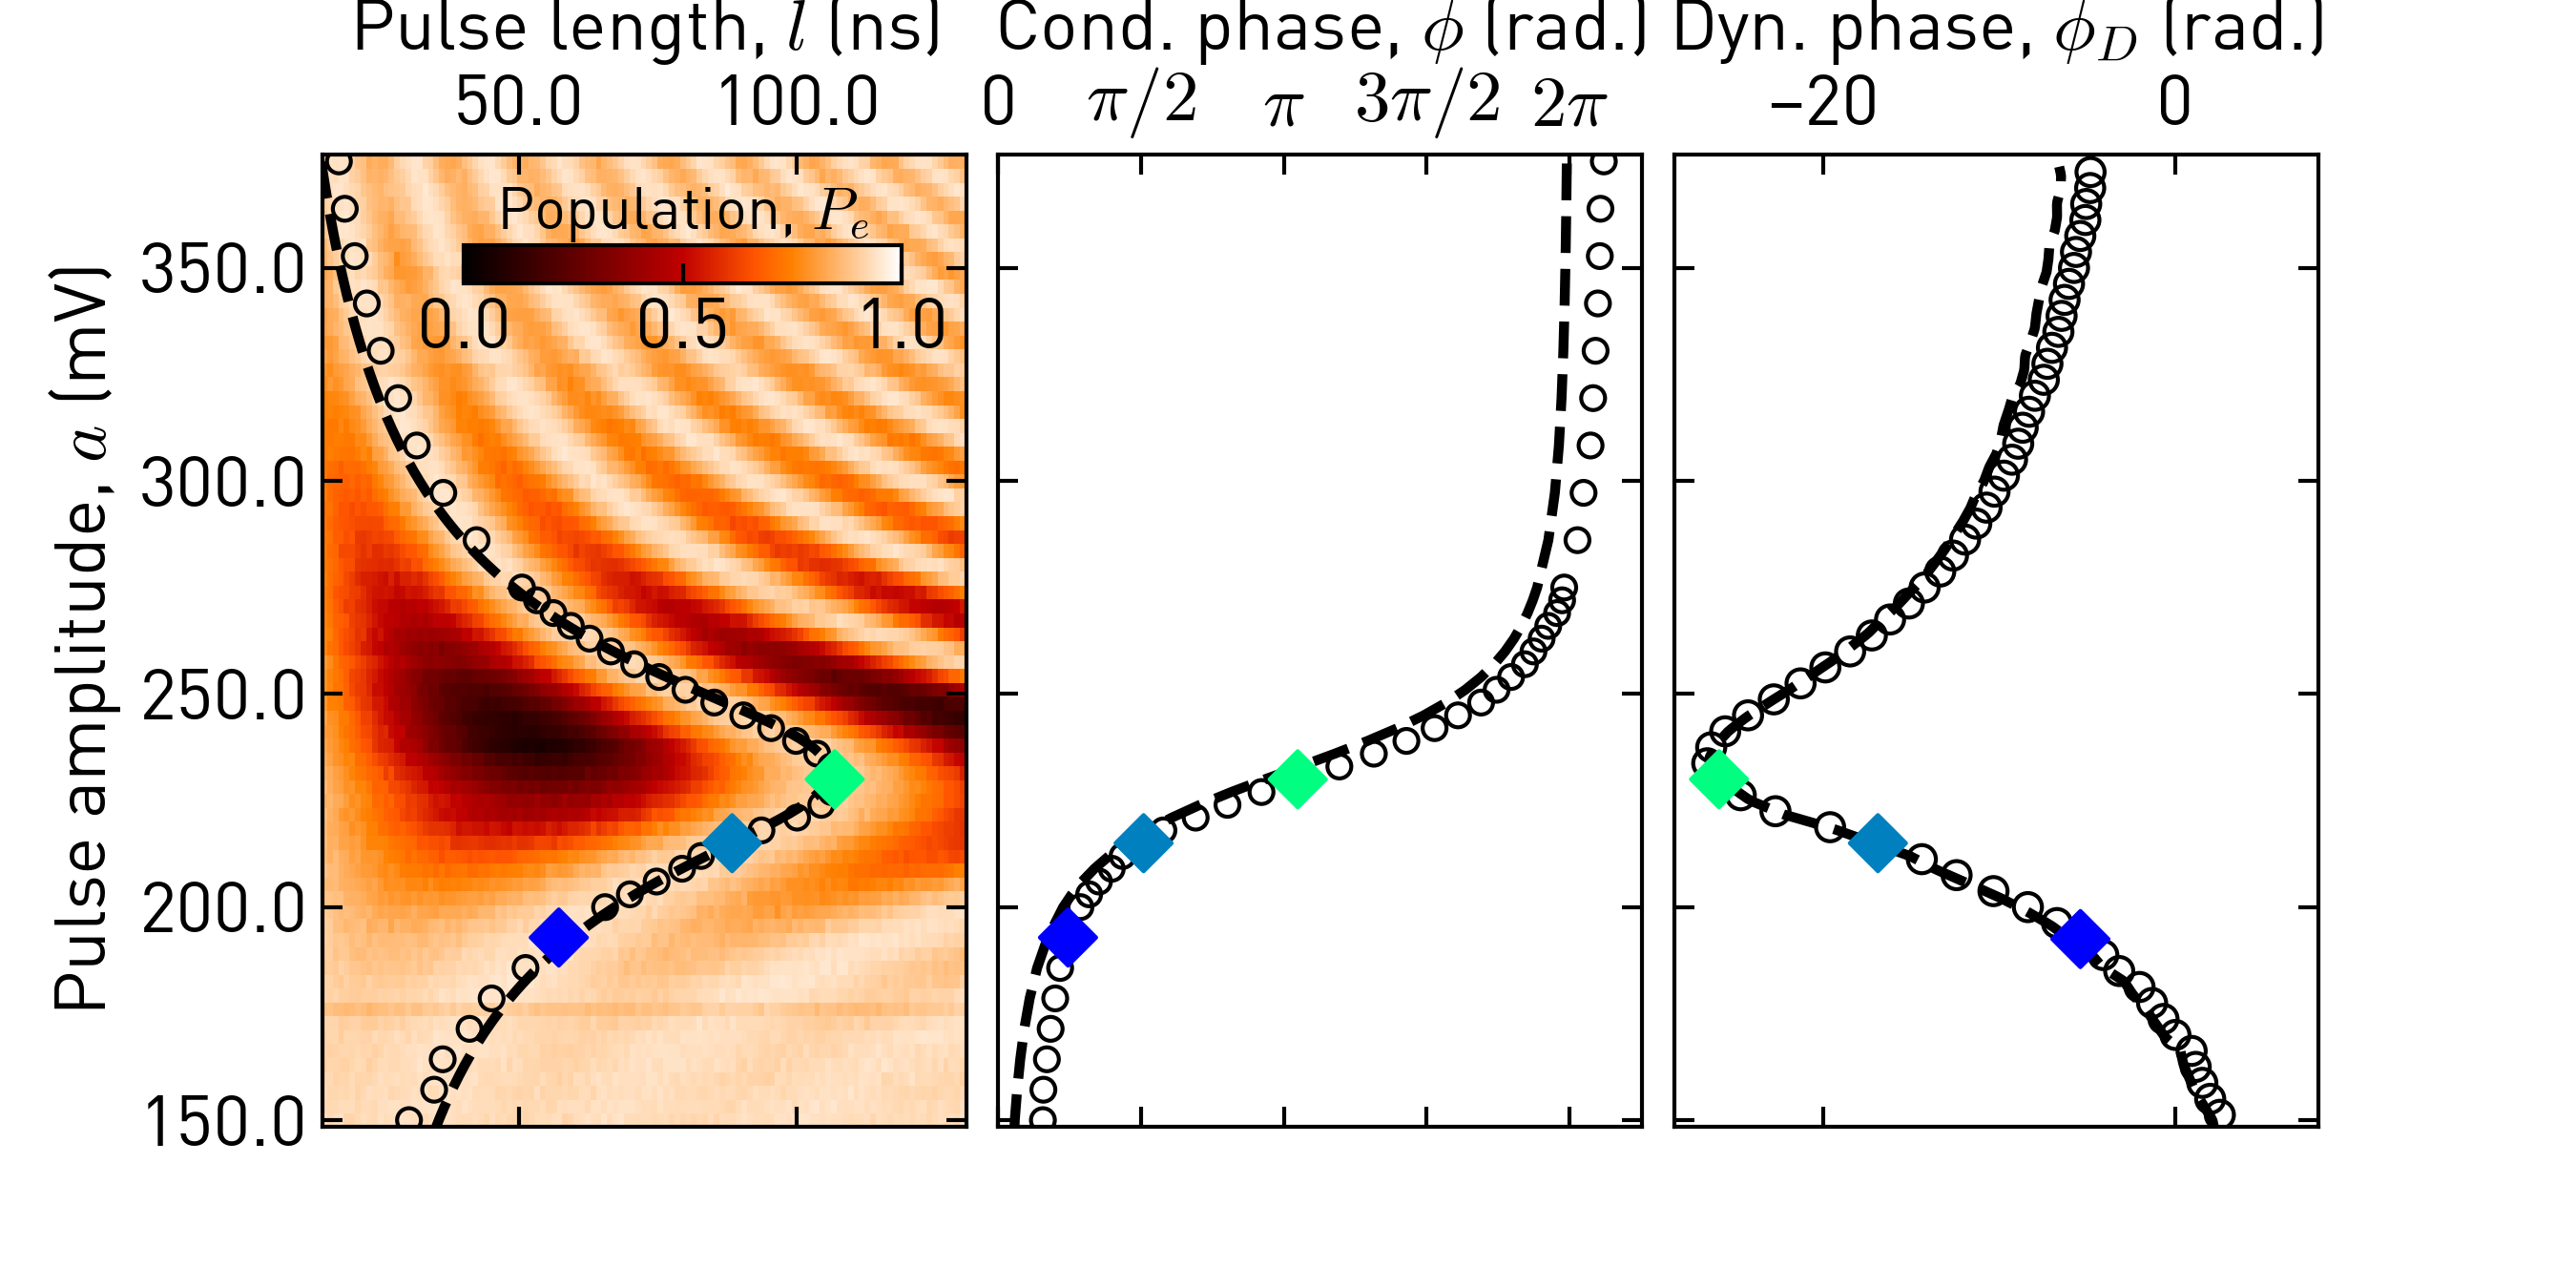 Pulse length, l (ns)
50.0 100.0
Cond. phase, ϕ (rad.)
0 π/2 π 3π/2 2π
Dyn. phase, ϕ_D (rad.)
−20 0
Pulse amplitude, a (mV)
350.0
300.0
250.0
200.0
150.0
Population, P_e
0.0 0.5 1.0